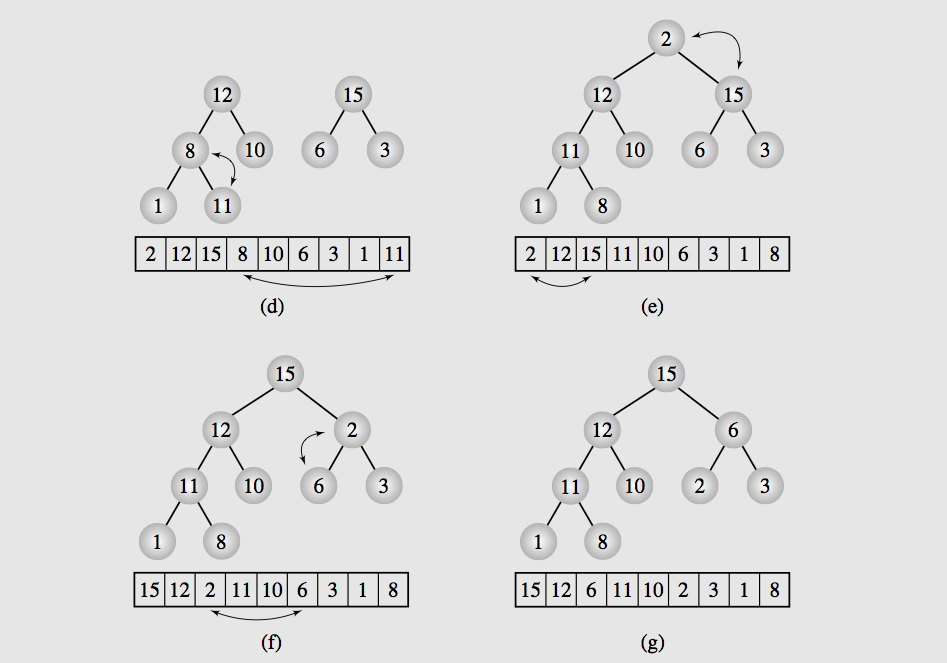 12 15
8 10 6 3
1 11
2 12 15 8 10 6 3 1 11
(d)
2
12 15
11 10 6 3
1 8
2 12 15 11 10 6 3 1 8
(e)
15
12 2
11 10 6 3
1 8
15 12 2 11 10 6 3 1 8
(f)
15
12 6
11 10 2 3
1 8
15 12 6 11 10 2 3 1 8
(g)